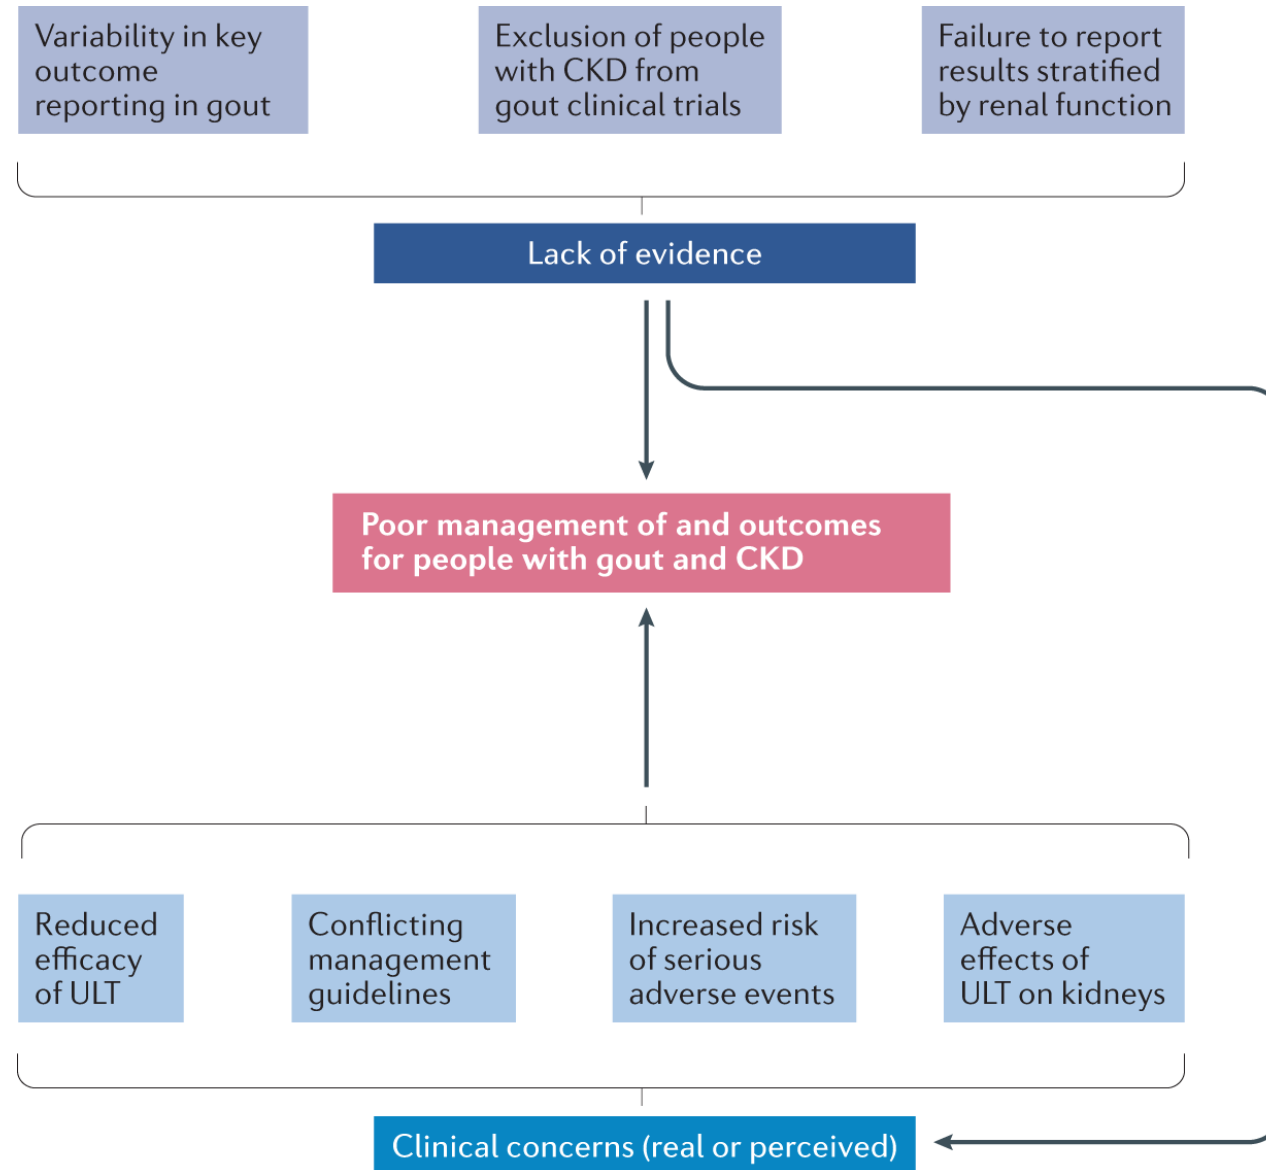 Variability in key
outcome
reporting in gout
Exclusion of people
with CKD from
gout clinical trials
Failure to report
results stratified
by renal function
Lack of evidence
Poor management of and outcomes
for people with gout and CKD
Reduced
efficacy
of ULT
Conflicting
management
guidelines
Increased risk
of serious
adverse events
Adverse
effects of
ULT on kidneys
Clinical concerns (real or perceived)